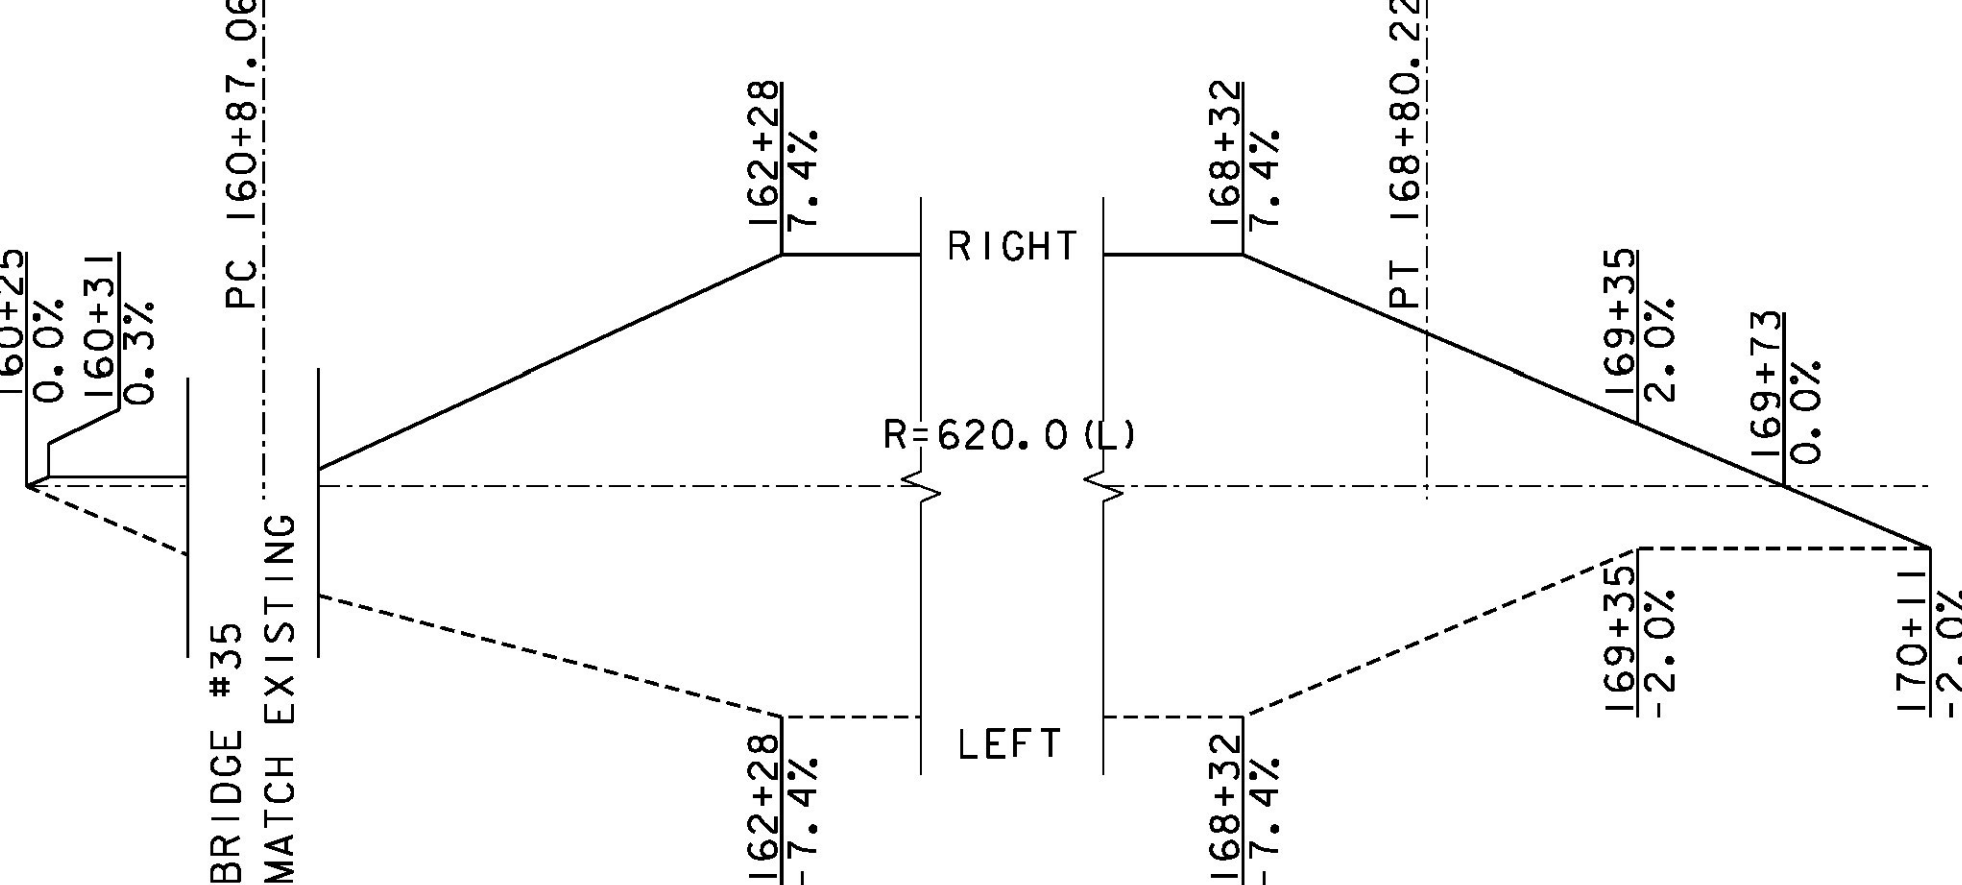 160+25
0.0%
160+31
0.3%
PC 160+87.06
162+28
7.4%
RIGHT
168+32
7.4%
PT 168+80.22
169+35
2.0%
169+73
0.0%
R=620.0 (L)
BRIDGE #35
MATCH EXISTING
162+28
-7.4%
LEFT
168+32
-7.4%
169+35
-2.0%
170+11
-2.0%